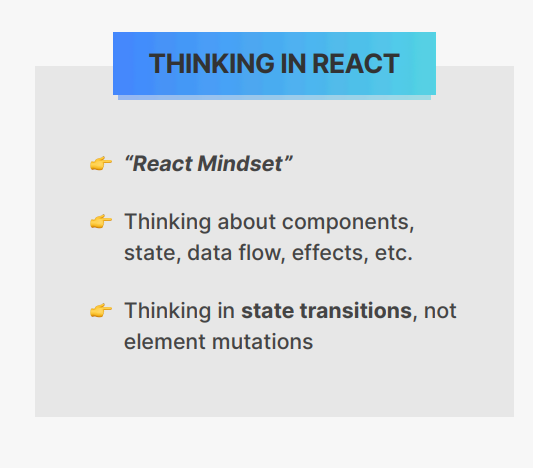 THINKING IN REACT
👉 “React Mindset”
👉 Thinking about components,
state, data flow, effects, etc.
👉 Thinking in state transitions, not
element mutations